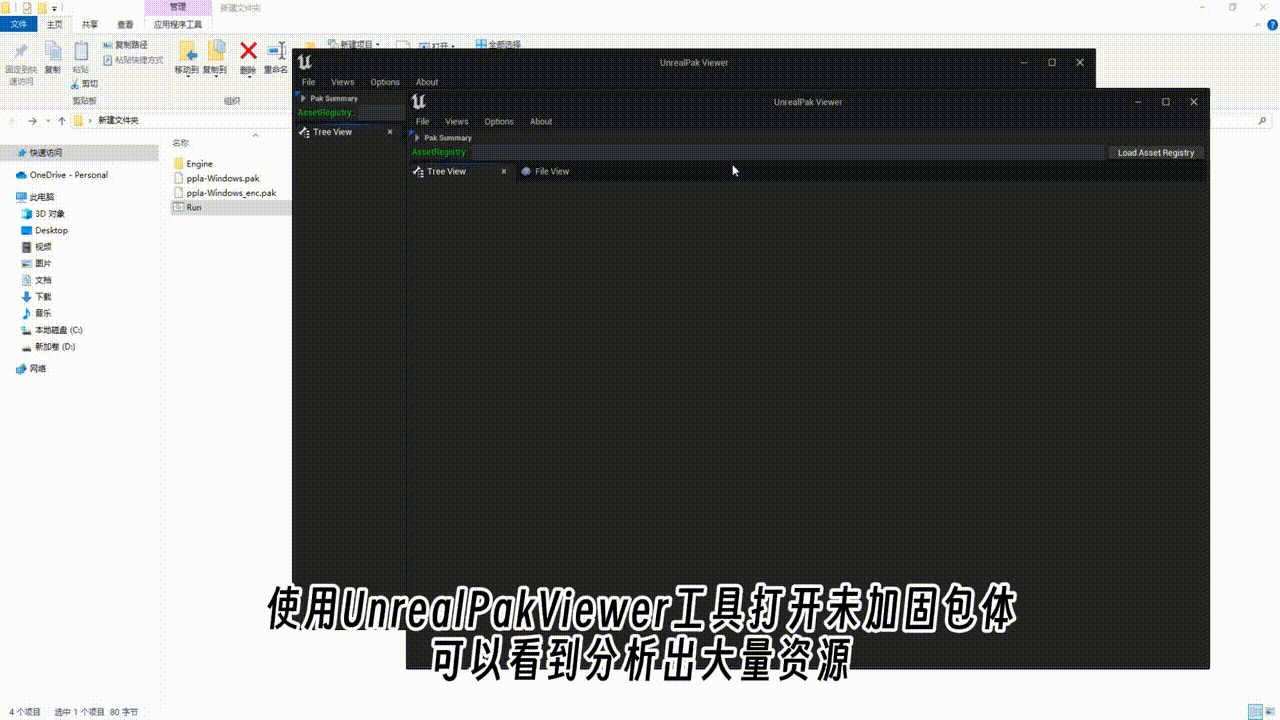 管理
新建文件夹
文件
主页
共享
查看
应用程序工具
固定到快速访问
复制
粘贴
复制路径
粘贴快捷方式
剪切
剪贴板
移动到
复制到
删除
重命名
组织
新建项目
打开
全部选择
新建文件夹
快速访问
OneDrive - Personal
此电脑
3D 对象
Desktop
视频
图片
文档
下载
音乐
本地磁盘 (C:)
新加卷 (D:)
网络
名称
Engine
ppla-Windows.pak
ppla-Windows_enc.pak
Run
UnrealPak Viewer
File Views Options About
Pak Summary
AssetRegistry:
Tree View
UnrealPak Viewer
File Views Options About
Pak Summary
AssetRegistry:
Load Asset Registry
Tree View
File View
使用UnrealPakViewer工具打开未加固包体
可以看到分析出大量资源
4 个项目 选中 1 个项目 80 字节